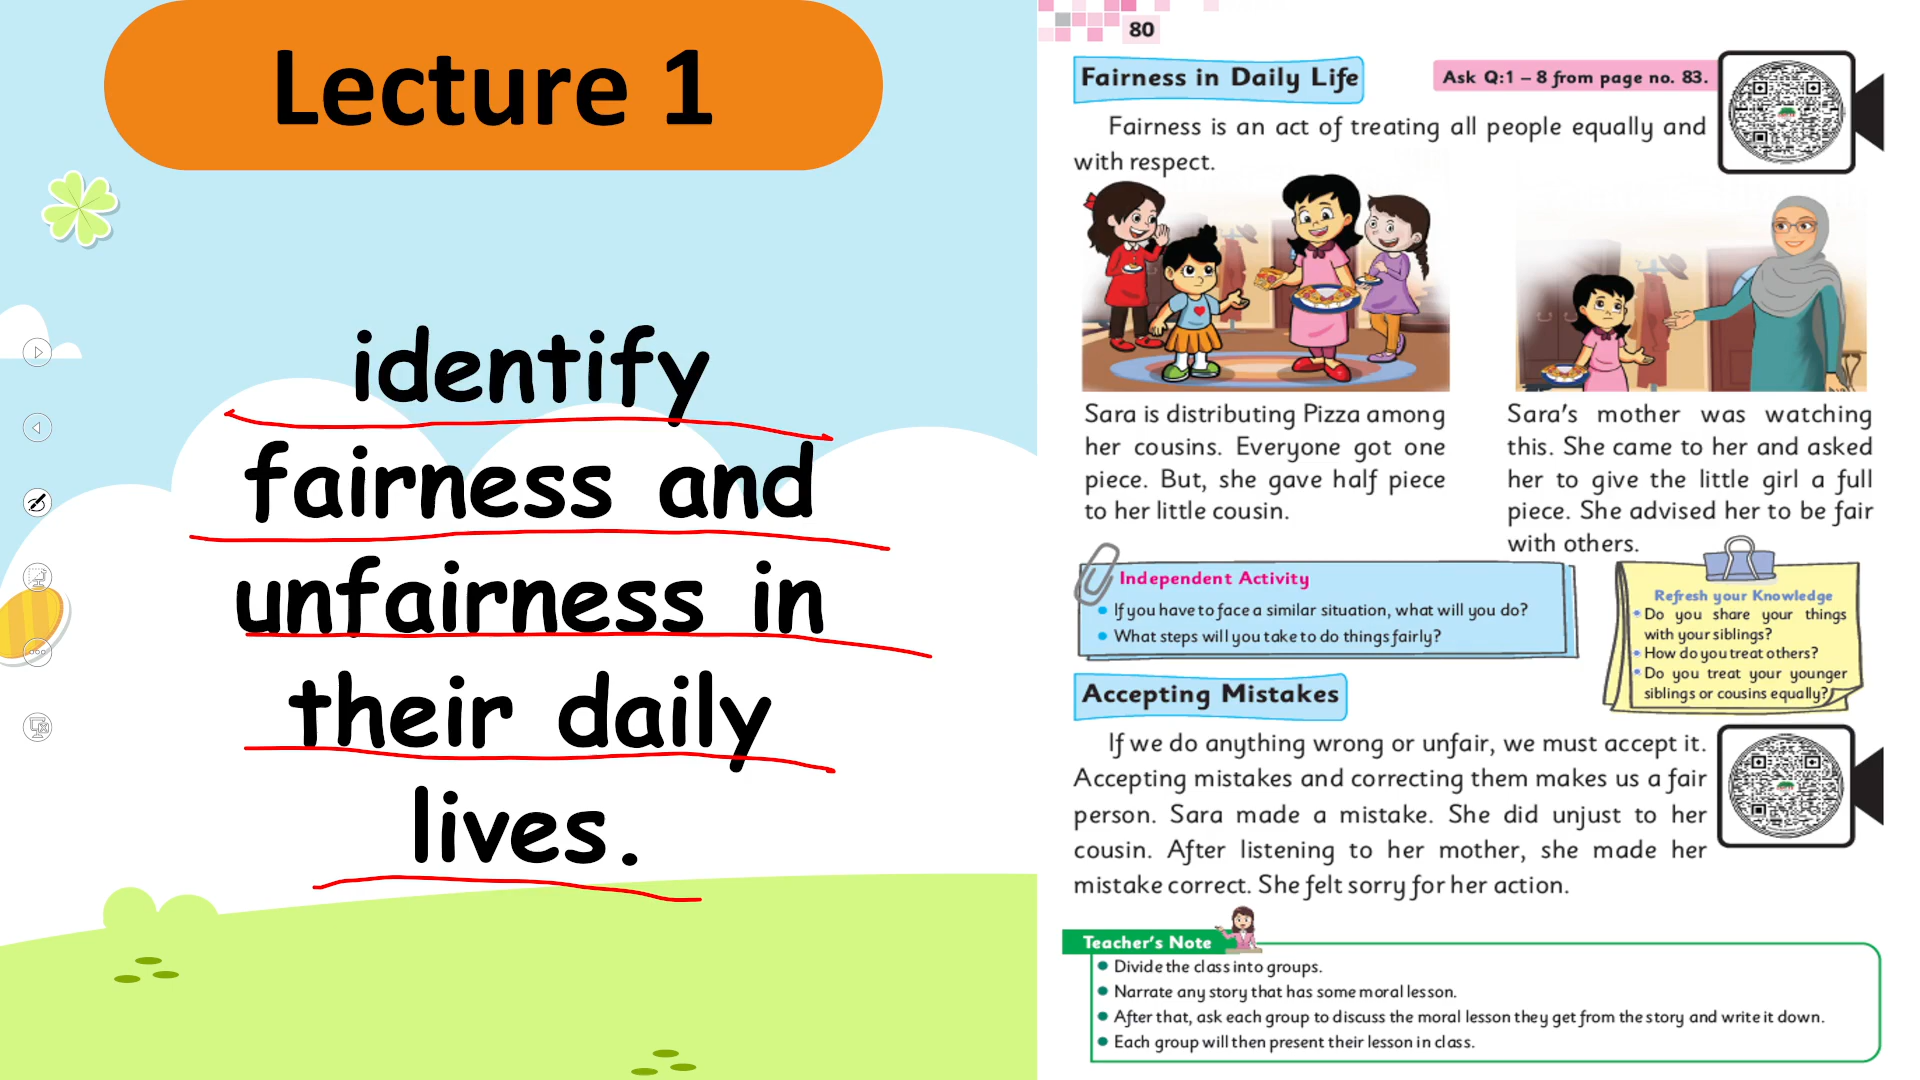 Lecture 1
identify
fairness and
unfairness in
their daily
lives.
80
Fairness in Daily Life
Ask Q:1 – 8 from page no. 83.
Fairness is an act of treating all people equally and
with respect.
Sara is distributing Pizza among
her cousins. Everyone got one
piece. But, she gave half piece
to her little cousin.
Sara's mother was watching
this. She came to her and asked
her to give the little girl a full
piece. She advised her to be fair
with others.
Independent Activity
If you have to face a similar situation, what will you do?
What steps will you take to do things fairly?
Refresh your Knowledge
Do you share your things
with your siblings?
How do you treat others?
Do you treat your younger
siblings or cousins equally?
Accepting Mistakes
If we do anything wrong or unfair, we must accept it.
Accepting mistakes and correcting them makes us a fair
person. Sara made a mistake. She did unjust to her
cousin. After listening to her mother, she made her
mistake correct. She felt sorry for her action.
Teacher's Note
Divide the class into groups.
Narrate any story that has some moral lesson.
After that, ask each group to discuss the moral lesson they get from the story and write it down.
Each group will then present their lesson in class.